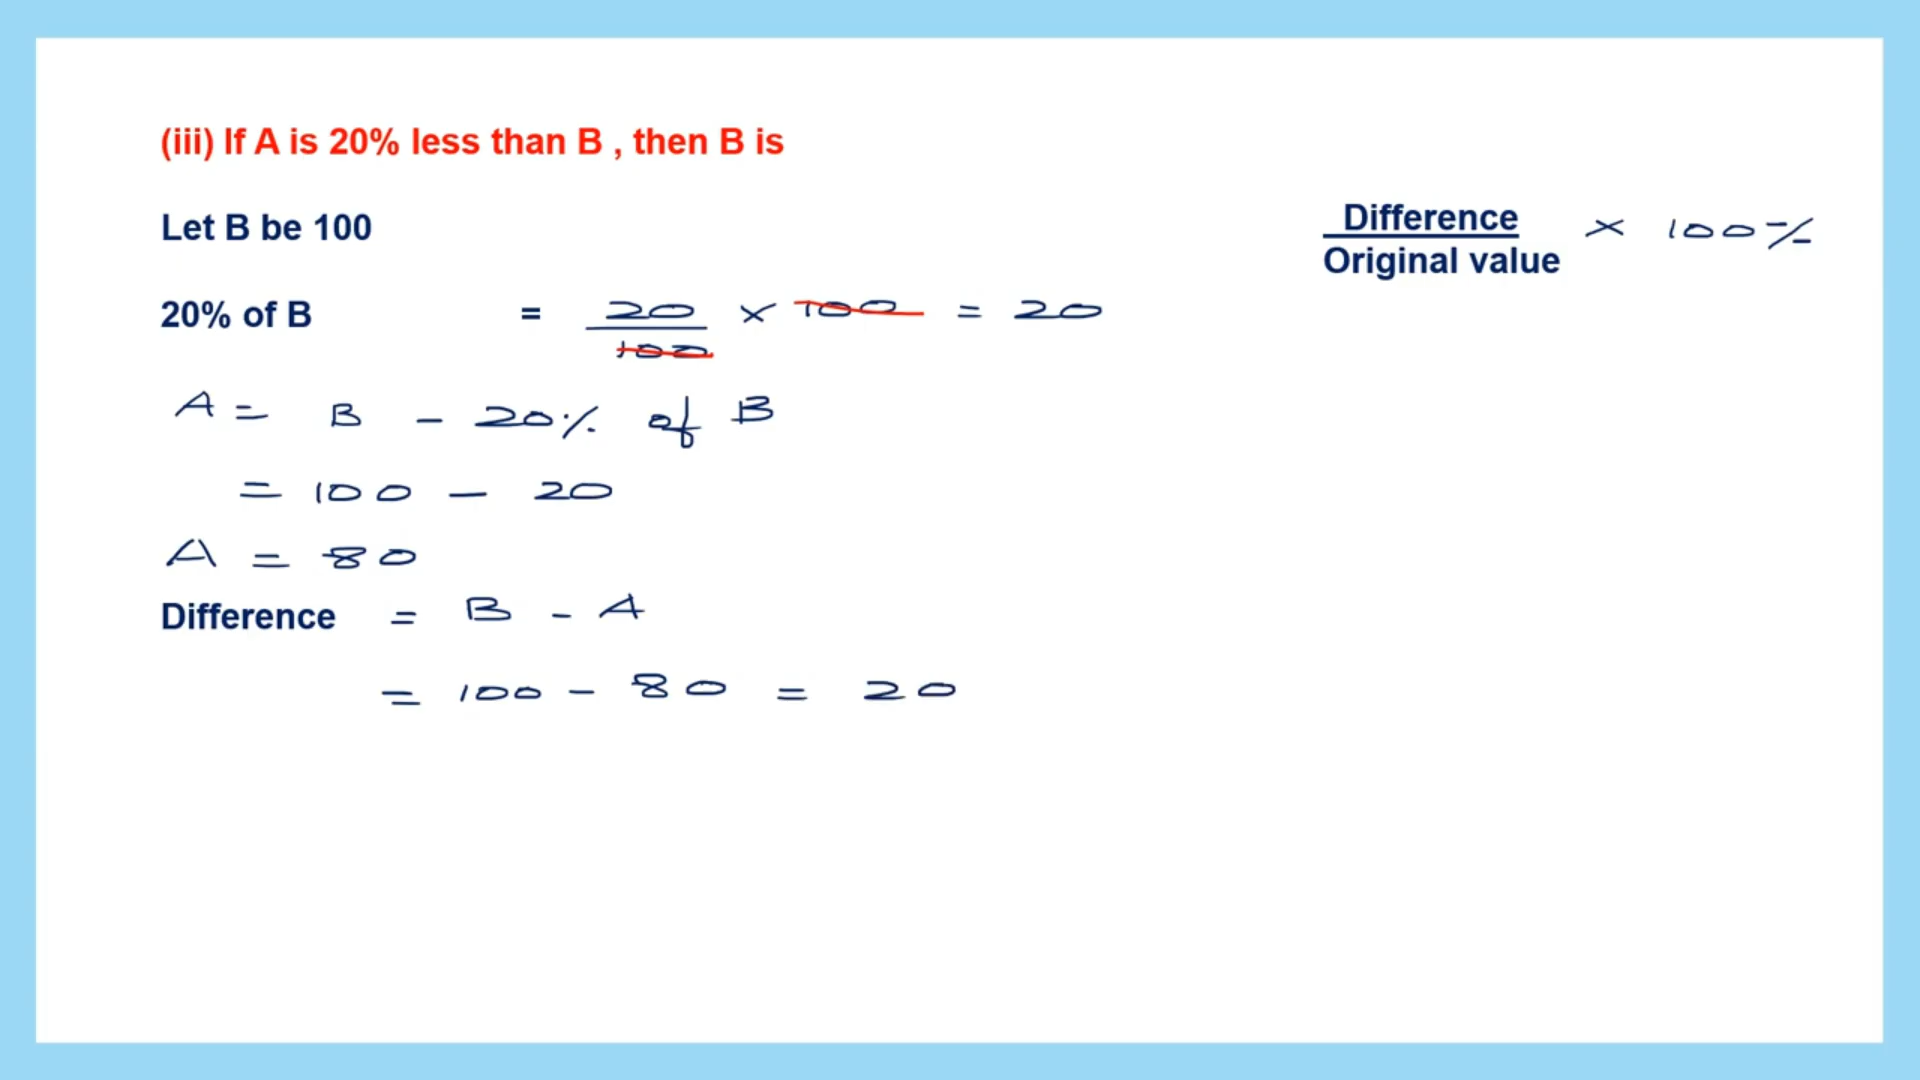 (iii) If A is 20% less than B , then B is
Let B be 100
Difference
Original value
× 100%
20% of B = 20 × 100 = 20
100
A = B - 20% of B
= 100 - 20
A = 80
Difference = B - A
= 100 - 80 = 20